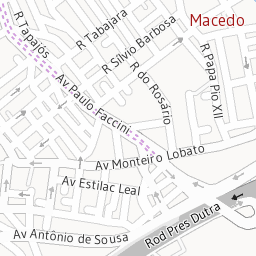 R Tapajós
R Tabajara
R Silvio Barbosa
Macedo
R Papa Pio XII
R do Rosário
Av Paulo Faccini
Av Monteiro Lobato
Av Estilac Leal
Rod Pres Dutra
Av Antônio de Sousa